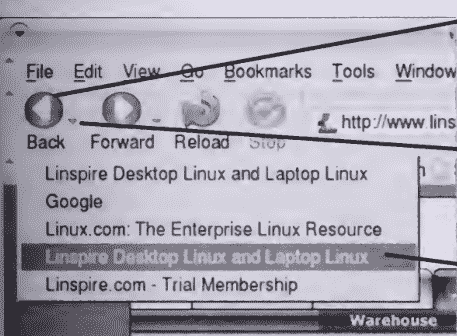 File Edit View Go Bookmarks Tools Window
http://www.lins
Back Forward Reload Stop
Linspire Desktop Linux and Laptop Linux
Google
Linux.com: The Enterprise Linux Resource
Linspire Desktop Linux and Laptop Linux
Linspire.com - Trial Membership
Warehouse